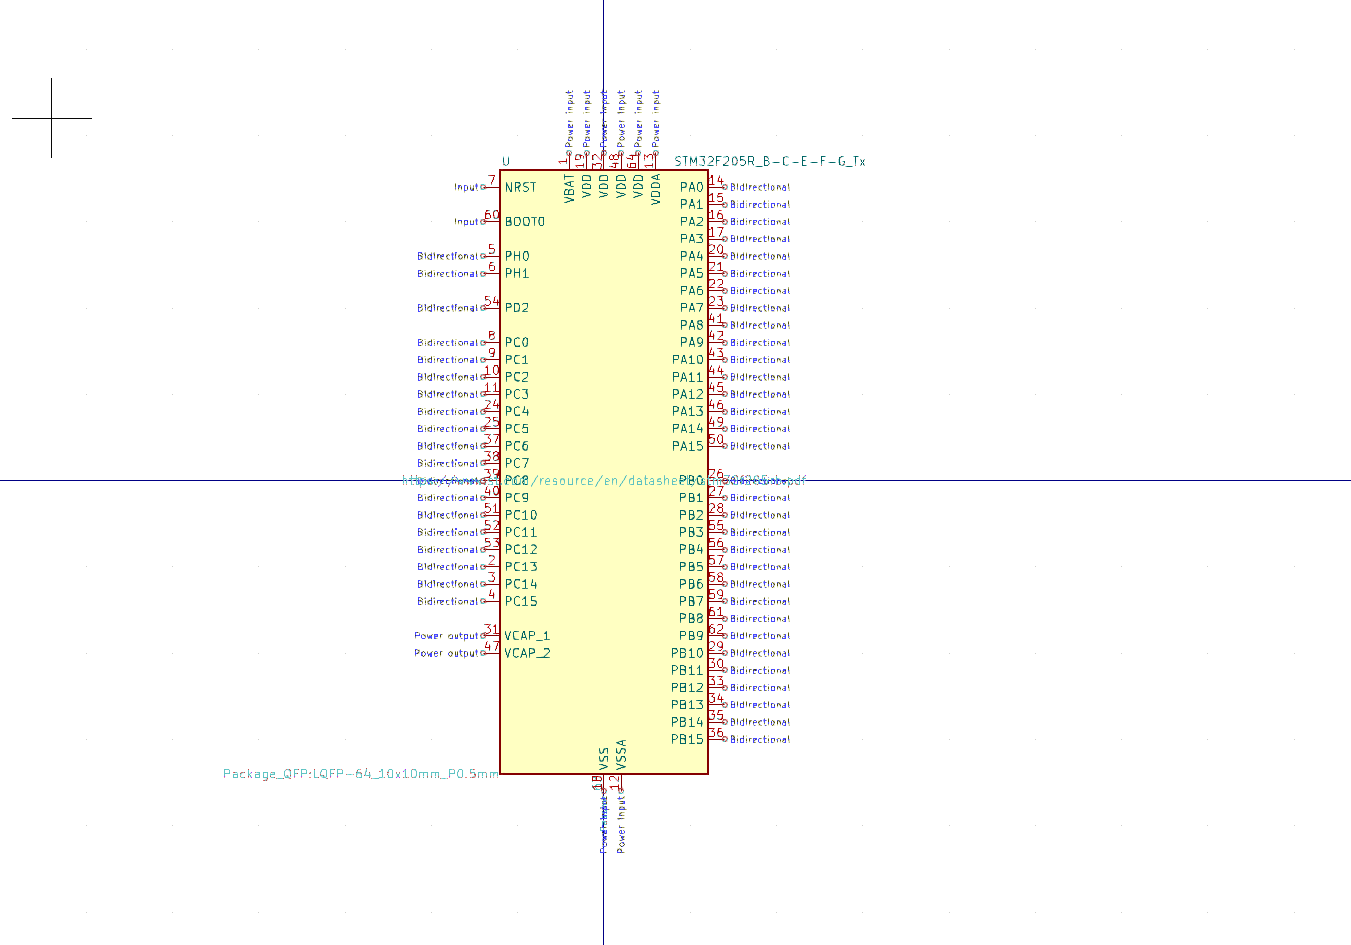 Power input Power input Power input Power input Power input Power input
1 19 32 48 64 13
U STM32F205R_B-C-E-F-G_Tx
VBAT VDD VDD VDD VDD VDDA
Input 7 NRST PA0 14 Bidirectional
PA1 15 Bidirectional
Input 60 BOOT0 PA2 16 Bidirectional
PA3 17 Bidirectional
Bidirectional 5 PH0 PA4 20 Bidirectional
Bidirectional 6 PH1 PA5 21 Bidirectional
PA6 22 Bidirectional
Bidirectional 54 PD2 PA7 23 Bidirectional
PA8 41 Bidirectional
Bidirectional 8 PC0 PA9 42 Bidirectional
Bidirectional 9 PC1 PA10 43 Bidirectional
Bidirectional 10 PC2 PA11 44 Bidirectional
Bidirectional 11 PC3 PA12 45 Bidirectional
Bidirectional 24 PC4 PA13 46 Bidirectional
Bidirectional 25 PC5 PA14 49 Bidirectional
Bidirectional 37 PC6 PA15 50 Bidirectional
Bidirectional 38 PC7
39 PC8 /resource/en/datasheet PB0 26
Bidirectional 40 PC9 PB1 27 Bidirectional
Bidirectional 51 PC10 PB2 28 Bidirectional
Bidirectional 52 PC11 PB3 55 Bidirectional
Bidirectional 53 PC12 PB4 56 Bidirectional
Bidirectional 2 PC13 PB5 57 Bidirectional
Bidirectional 3 PC14 PB6 58 Bidirectional
Bidirectional 4 PC15 PB7 59 Bidirectional
PB8 61 Bidirectional
Power output 31 VCAP_1 PB9 62 Bidirectional
Power output 47 VCAP_2 PB10 29 Bidirectional
PB11 30 Bidirectional
PB12 33 Bidirectional
PB13 34 Bidirectional
PB14 35 Bidirectional
PB15 36 Bidirectional
VSS VSSA
Package_QFP:LQFP-64_10x10mm_P0.5mm
12
Power input